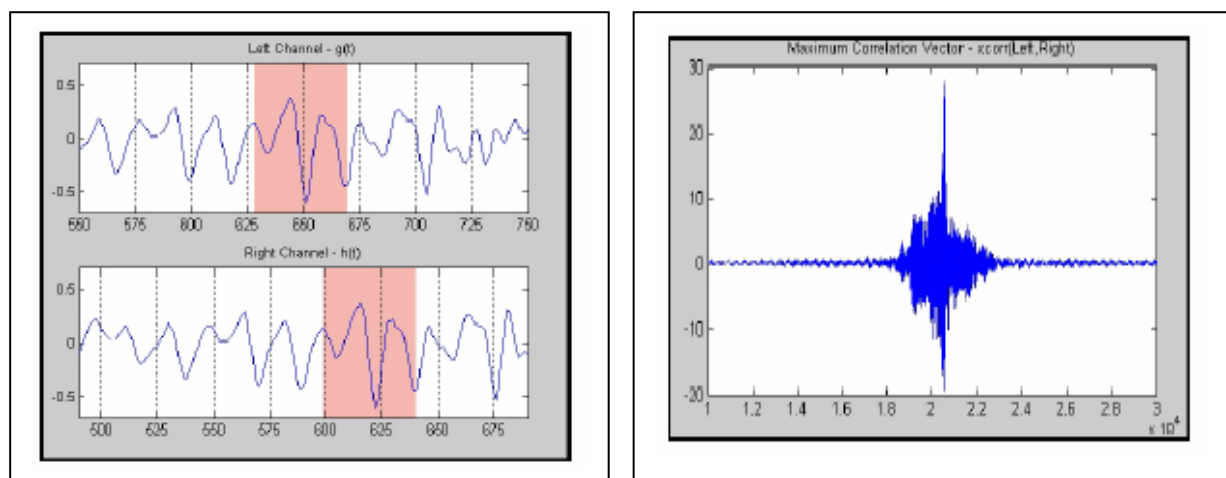 Left Channel - g(t)
0.5
0
-0.5
550 575 600 625 650 675 700 725 750
Right Channel - h(t)
0.5
0
-0.5
500 525 550 575 600 625 650 675
Maximum Correlation Vector - xcorr(Left,Right)
30
20
10
0
-10
-20
1 1.2 1.4 1.6 1.8 2 2.2 2.4 2.6 2.8 3
x 10^4